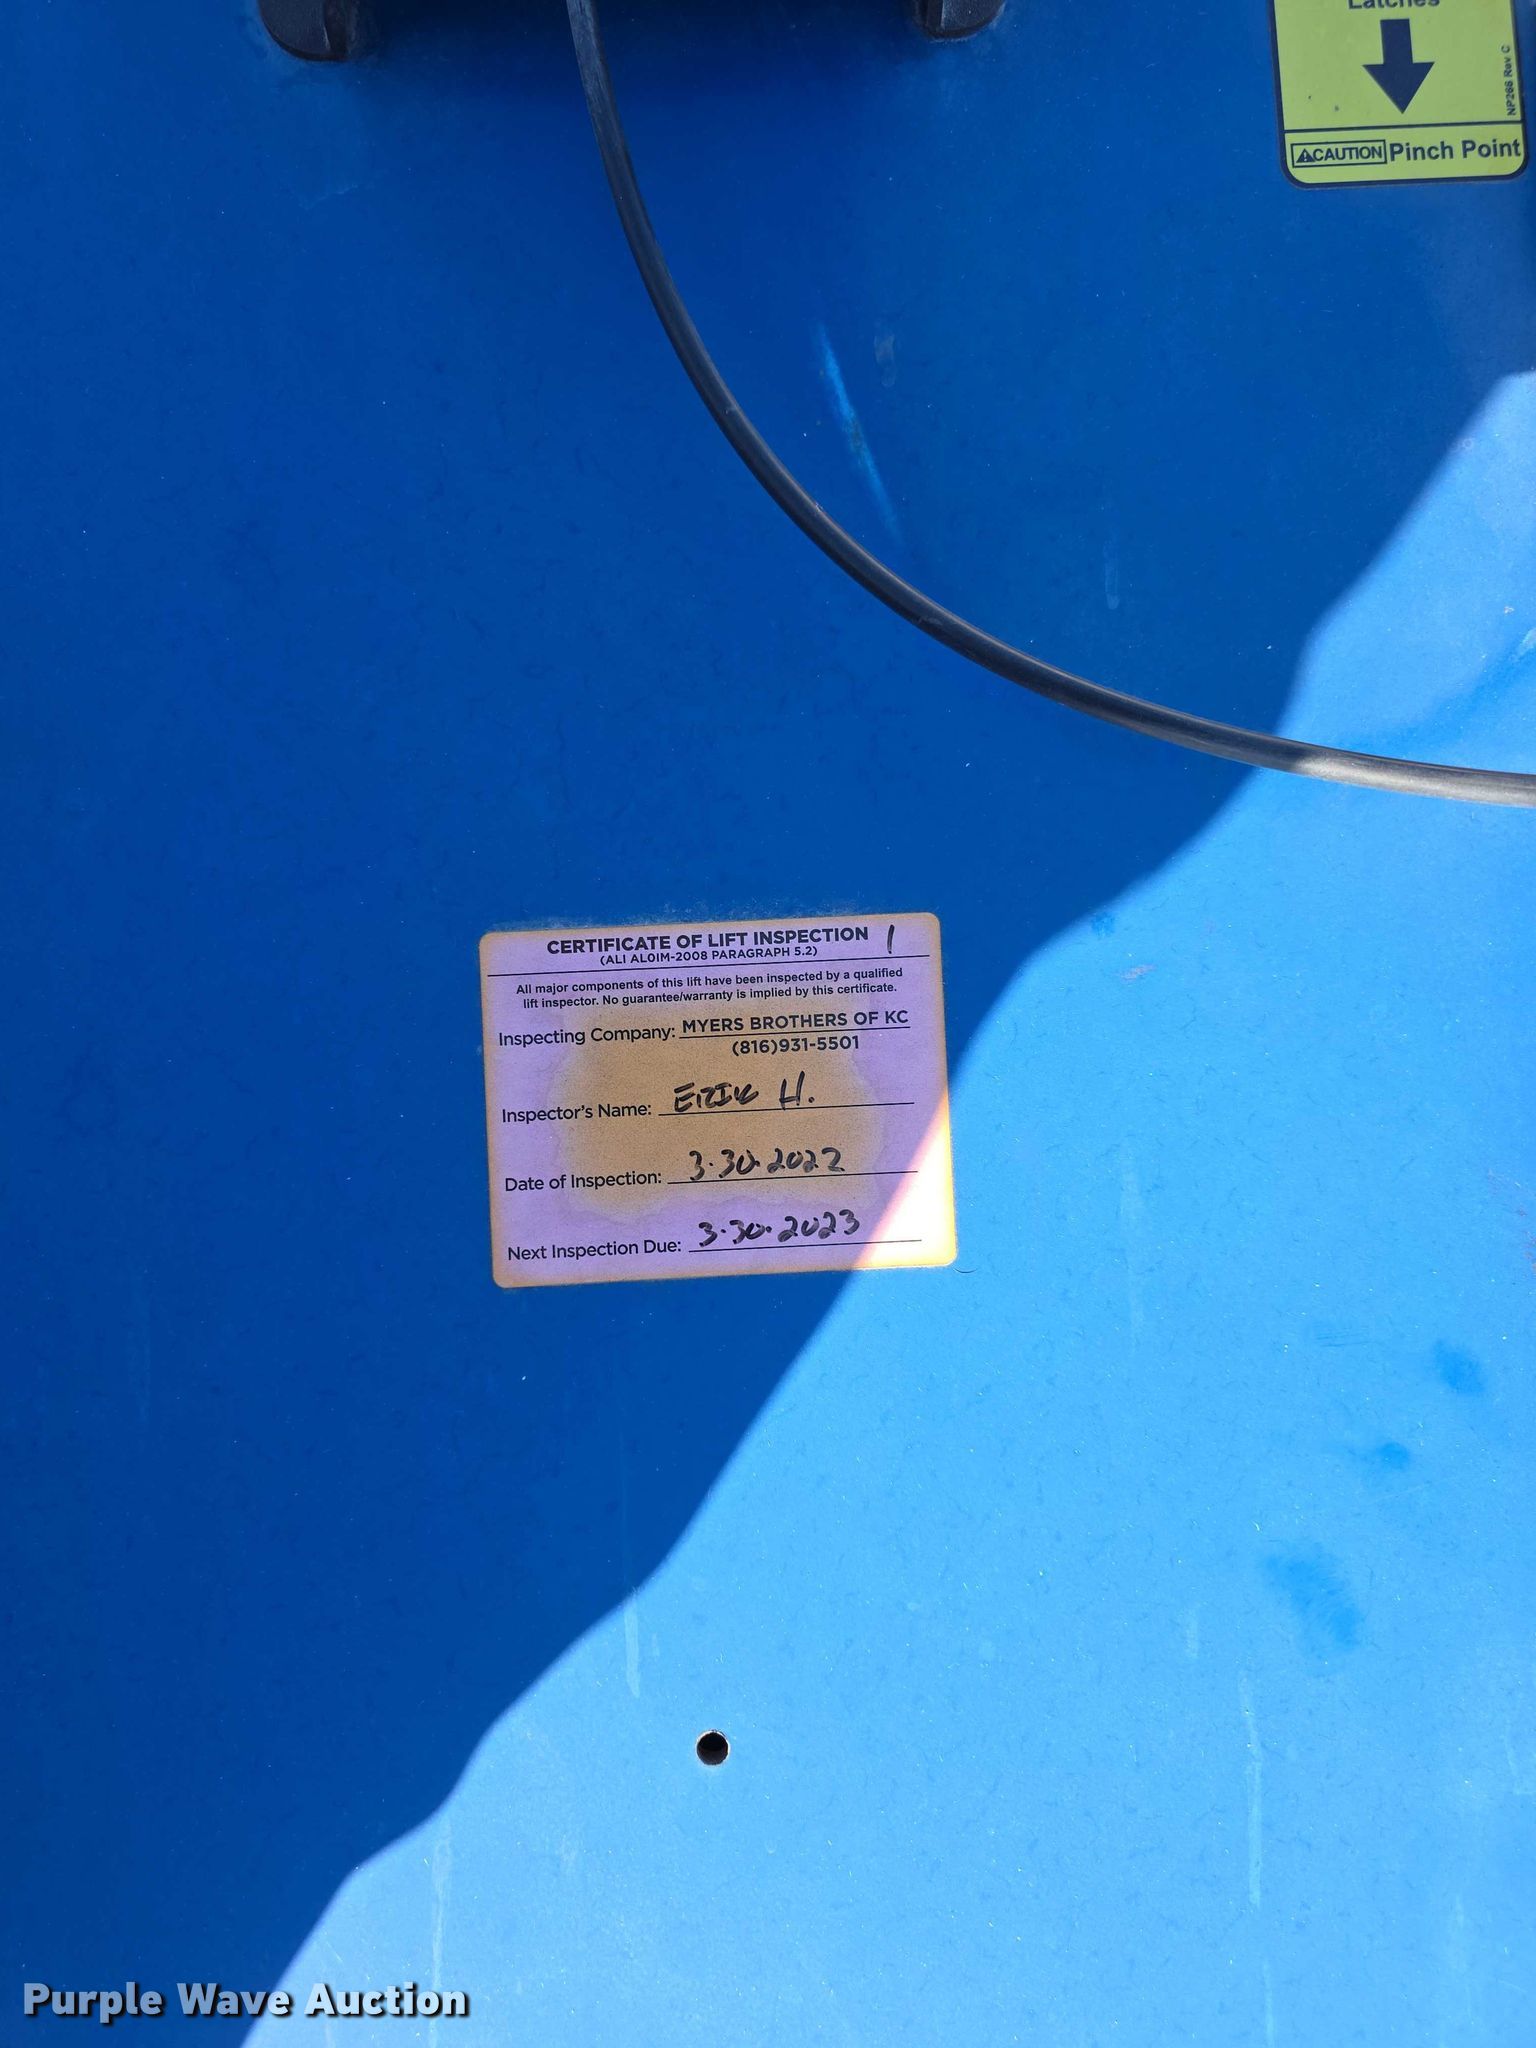 Latches
NP266 Rev C
CAUTION Pinch Point
CERTIFICATE OF LIFT INSPECTION 1
(ALI ALOIM-2008 PARAGRAPH 5.2)
All major components of this lift have been inspected by a qualified
lift inspector. No guarantee/warranty is implied by this certificate.
Inspecting Company: MYERS BROTHERS OF KC
(816)931-5501
Inspector's Name: ERIK H.
Date of Inspection: 3-30-2022
Next Inspection Due: 3-30-2023
Purple Wave Auction